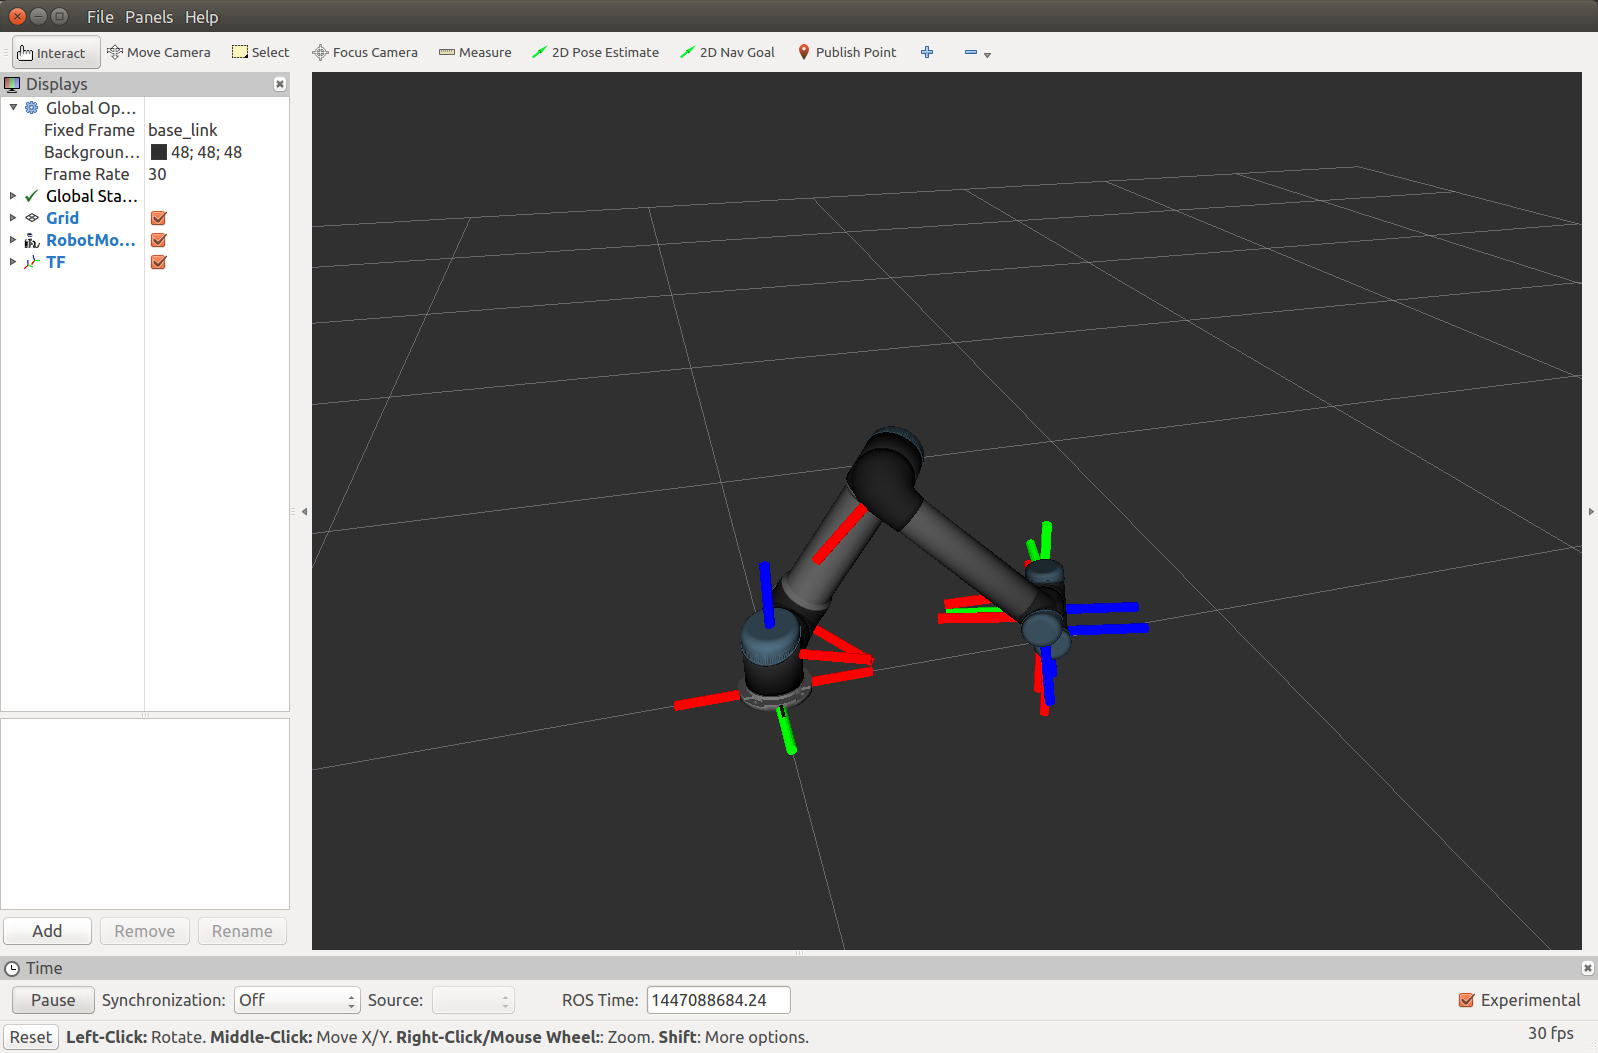 File Panels Help
Interact Move Camera Select Focus Camera Measure 2D Pose Estimate 2D Nav Goal Publish Point
Displays
Global Op...
Fixed Frame base_link
Backgroun... 48; 48; 48
Frame Rate 30
Global Sta...
Grid
RobotMo...
TF
Add Remove Rename
Time
Pause Synchronization: Off Source: ROS Time: 1447088684.24 Experimental
Reset Left-Click: Rotate. Middle-Click: Move X/Y. Right-Click/Mouse Wheel:: Zoom. Shift: More options. 30 fps